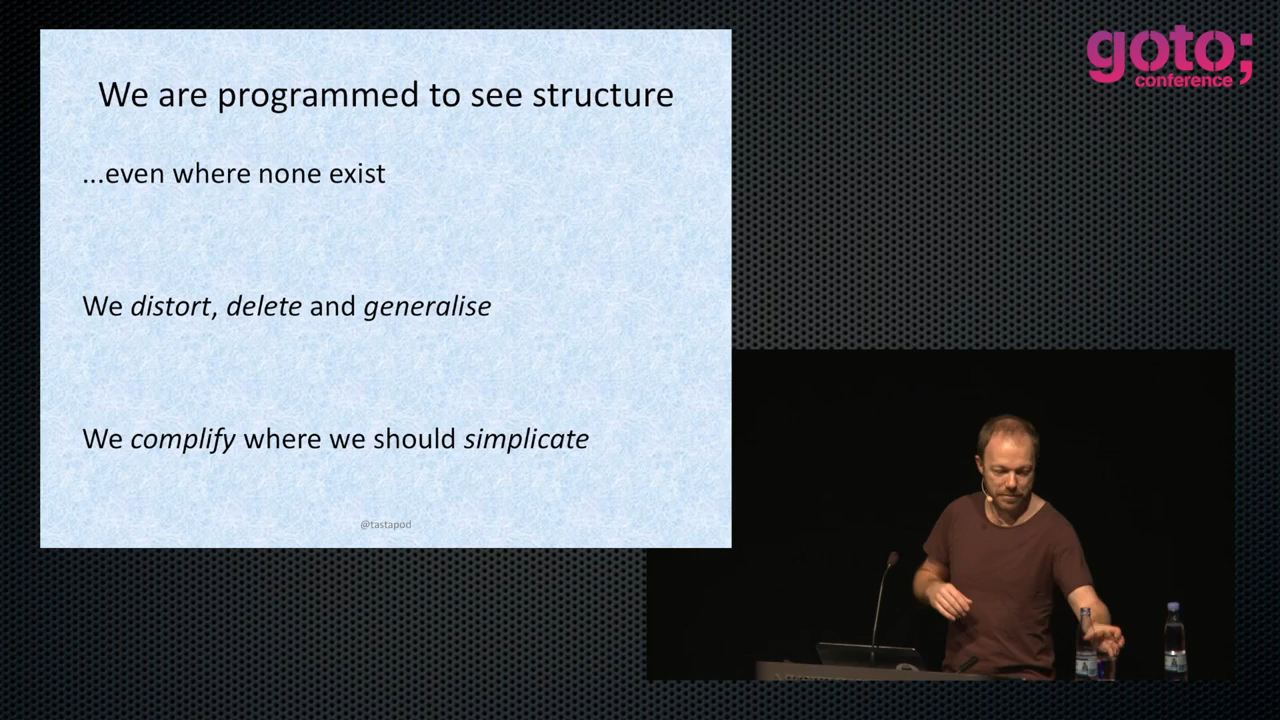 We are programmed to see structure
...even where none exist
We distort, delete and generalise
We complify where we should simplicate
@tastapod
goto;
conference